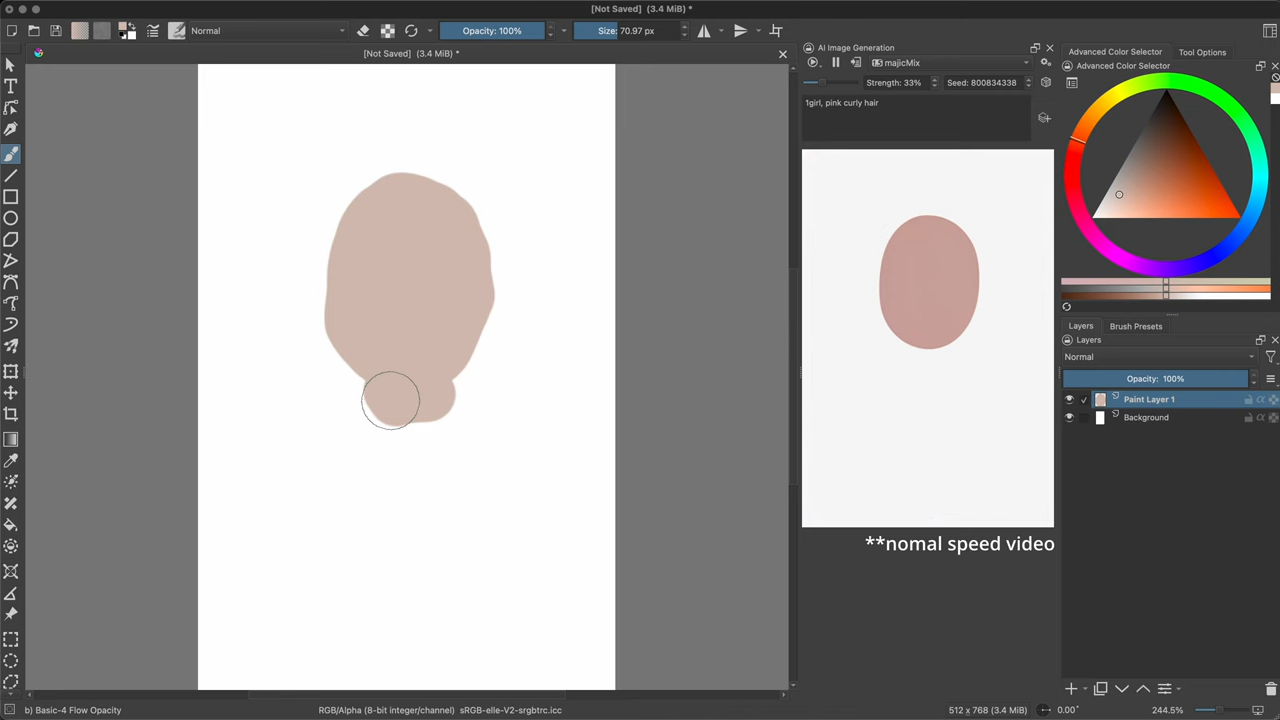 [Not Saved] (3.4 MiB) *
Normal
Opacity: 100%
Size: 70.97 px
[Not Saved] (3.4 MiB) *
AI Image Generation
majicMix
Strength: 33%
Seed: 800834338
1girl, pink curly hair
**nomal speed video
Advanced Color Selector
Tool Options
Advanced Color Selector
Layers
Brush Presets
Layers
Normal
Opacity: 100%
Paint Layer 1
Background
b) Basic-4 Flow Opacity
RGB/Alpha (8-bit integer/channel) sRGB-elle-V2-srgbtrc.icc
512 x 768 (3.4 MiB)
0.00°
244.5%